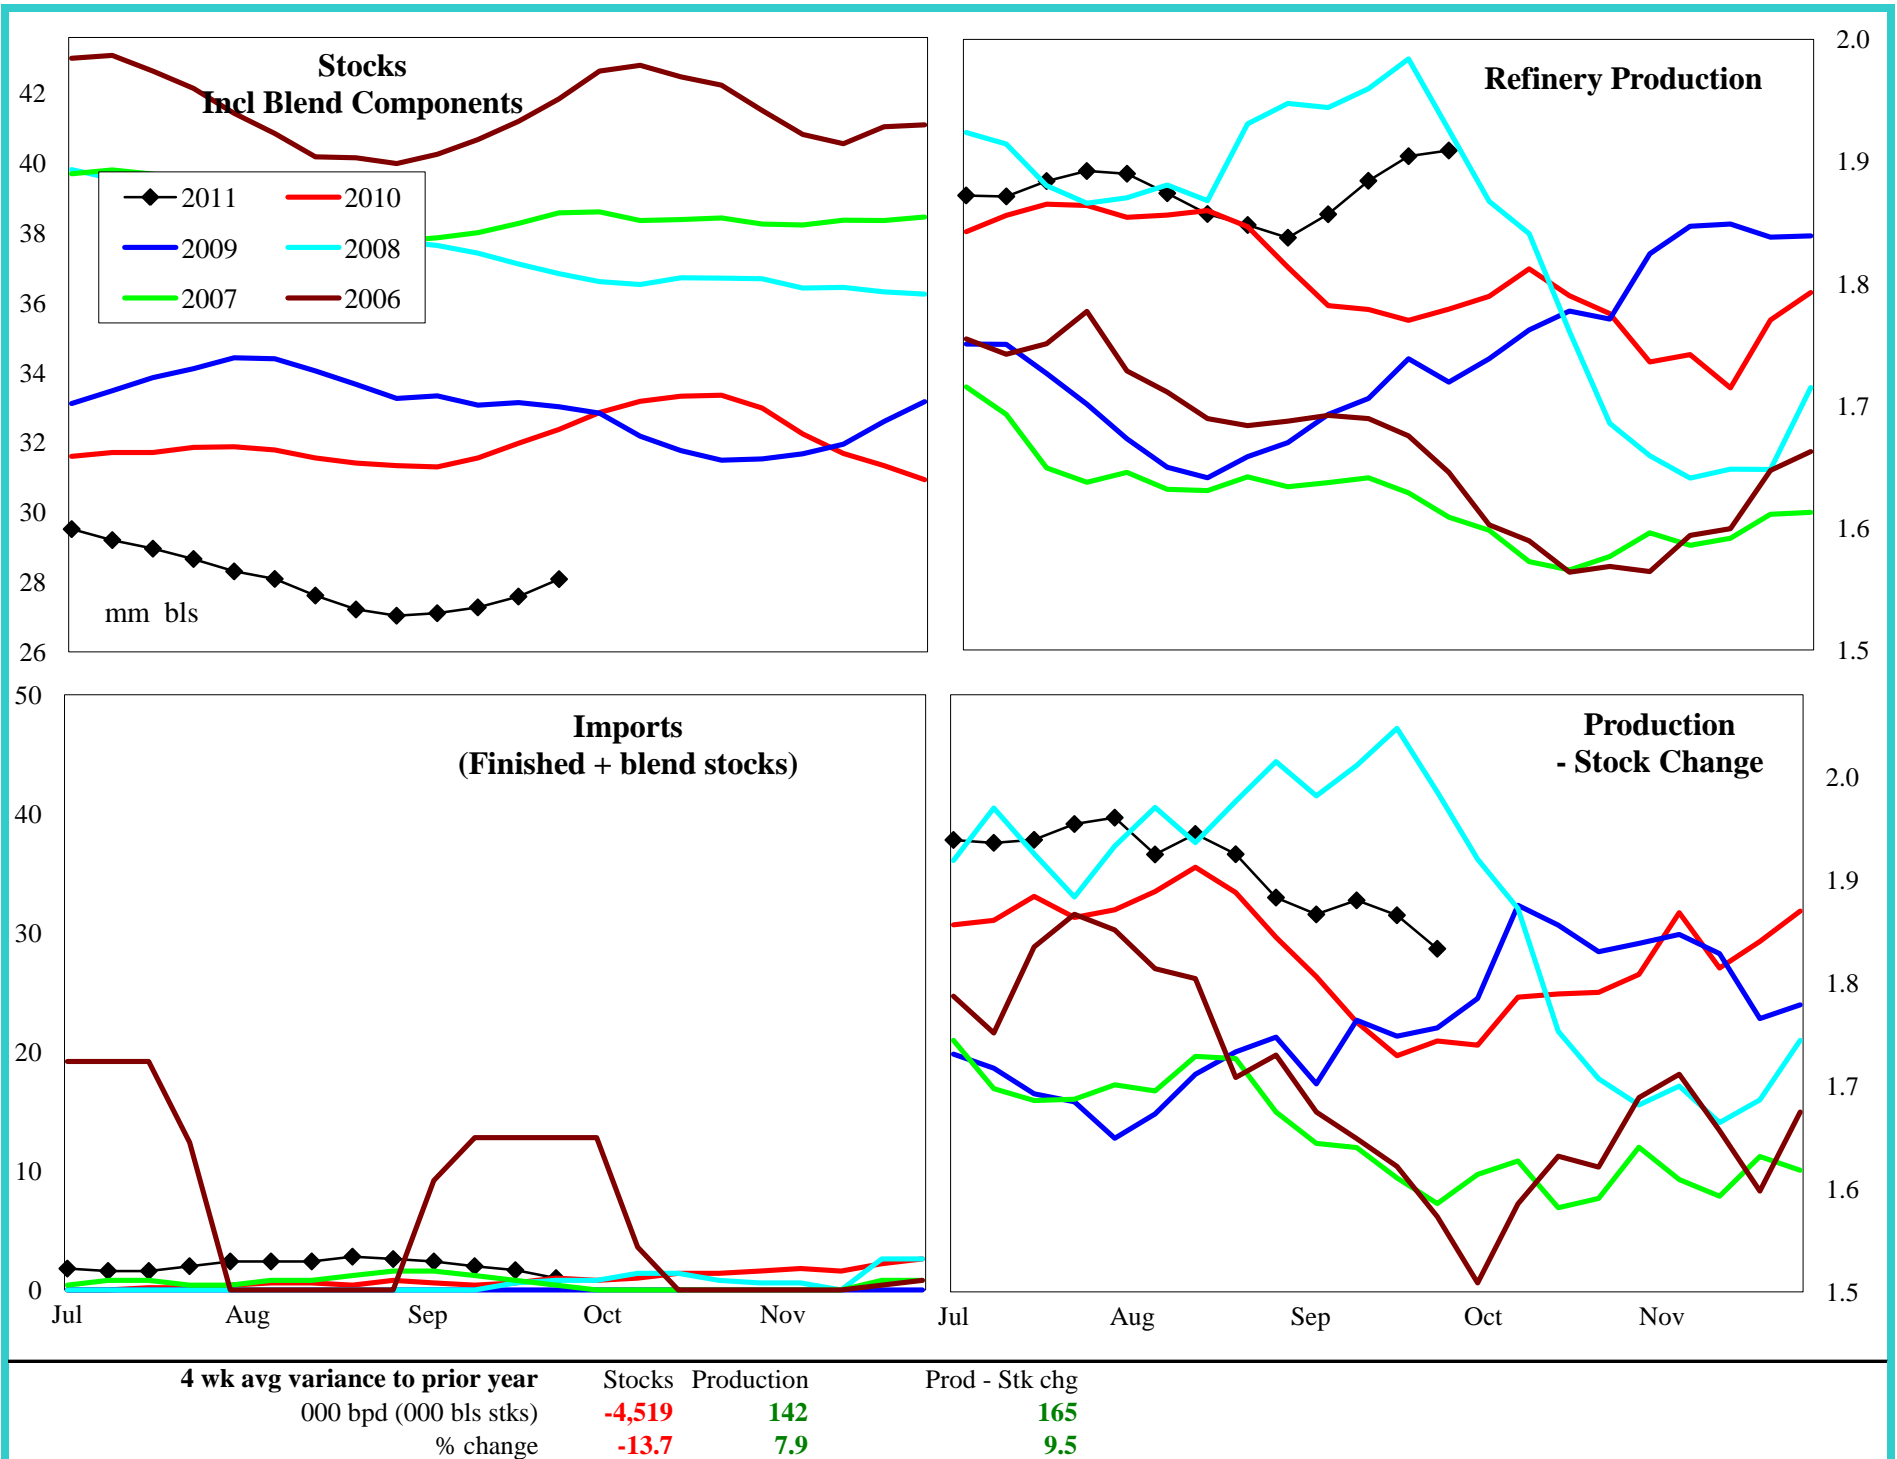 Stocks
Incl Blend Components
42
40
38
36
34
32
30
28
26
2011 2010
2009 2008
2007 2006
mm bls
Refinery Production
2.0
1.9
1.8
1.7
1.6
1.5
Imports
(Finished + blend stocks)
50
40
30
20
10
0
Jul Aug Sep Oct Nov
Production
- Stock Change
2.0
1.9
1.8
1.7
1.6
1.5
Jul Aug Sep Oct Nov
4 wk avg variance to prior year Stocks Production Prod - Stk chg
000 bpd (000 bls stks) -4,519 142 165
% change -13.7 7.9 9.5